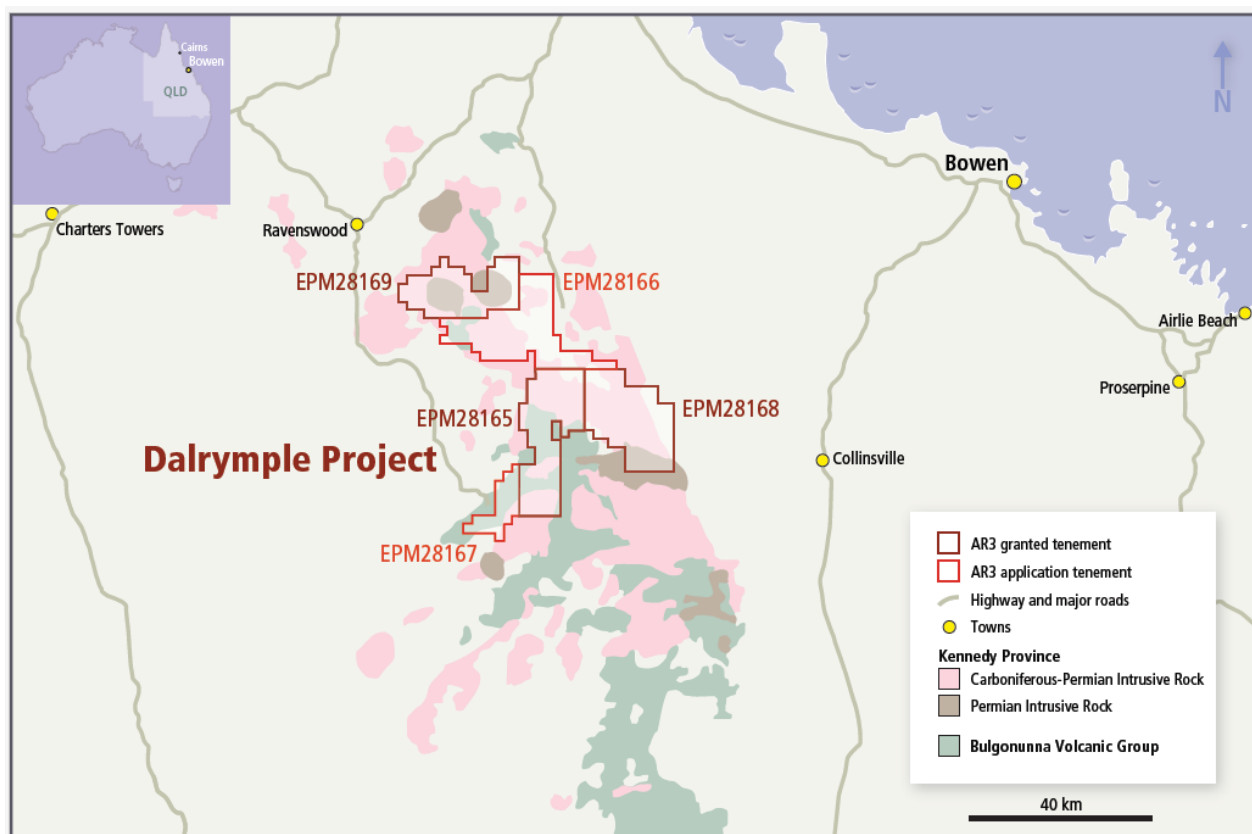 Cairns
Bowen
QLD
N
Bowen
Charters Towers
Ravenswood
EPM28169
EPM28166
Airlie Beach
Proserpine
EPM28165
EPM28168
Dalrymple Project
Collinsville
EPM28167
AR3 granted tenement
AR3 application tenement
Highway and major roads
Towns
Kennedy Province
Carboniferous-Permian Intrusive Rock
Permian Intrusive Rock
Bulgonunna Volcanic Group
40 km